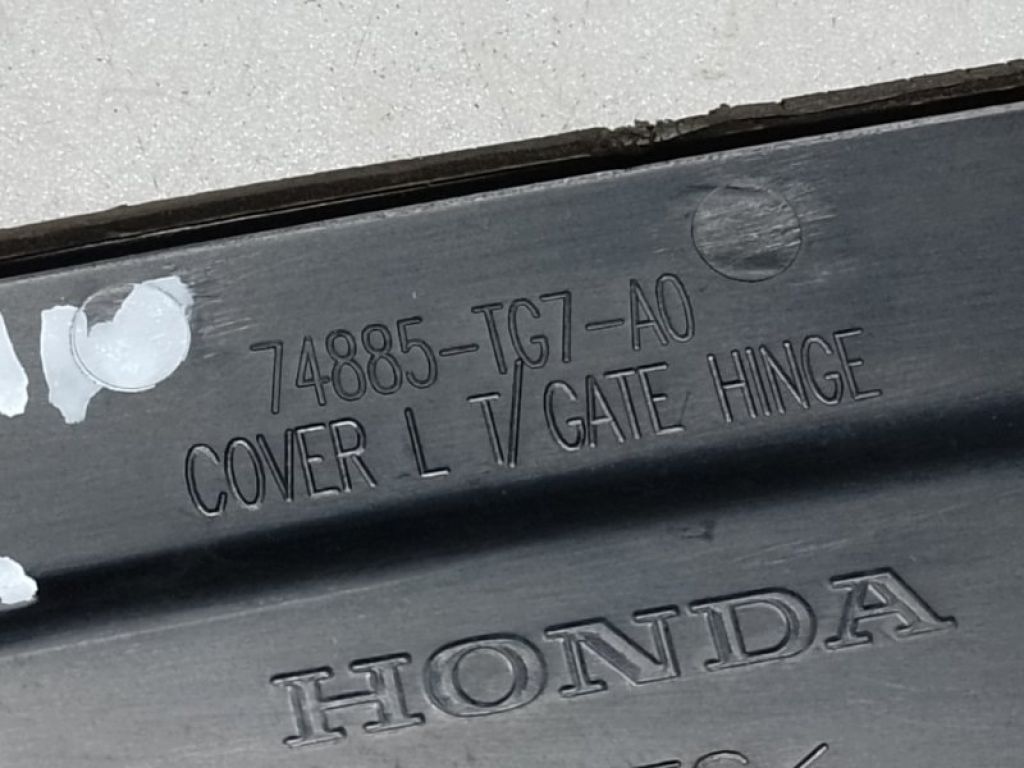 74885-TG7-A0
COVER L T/GATE HINGE
HONDA